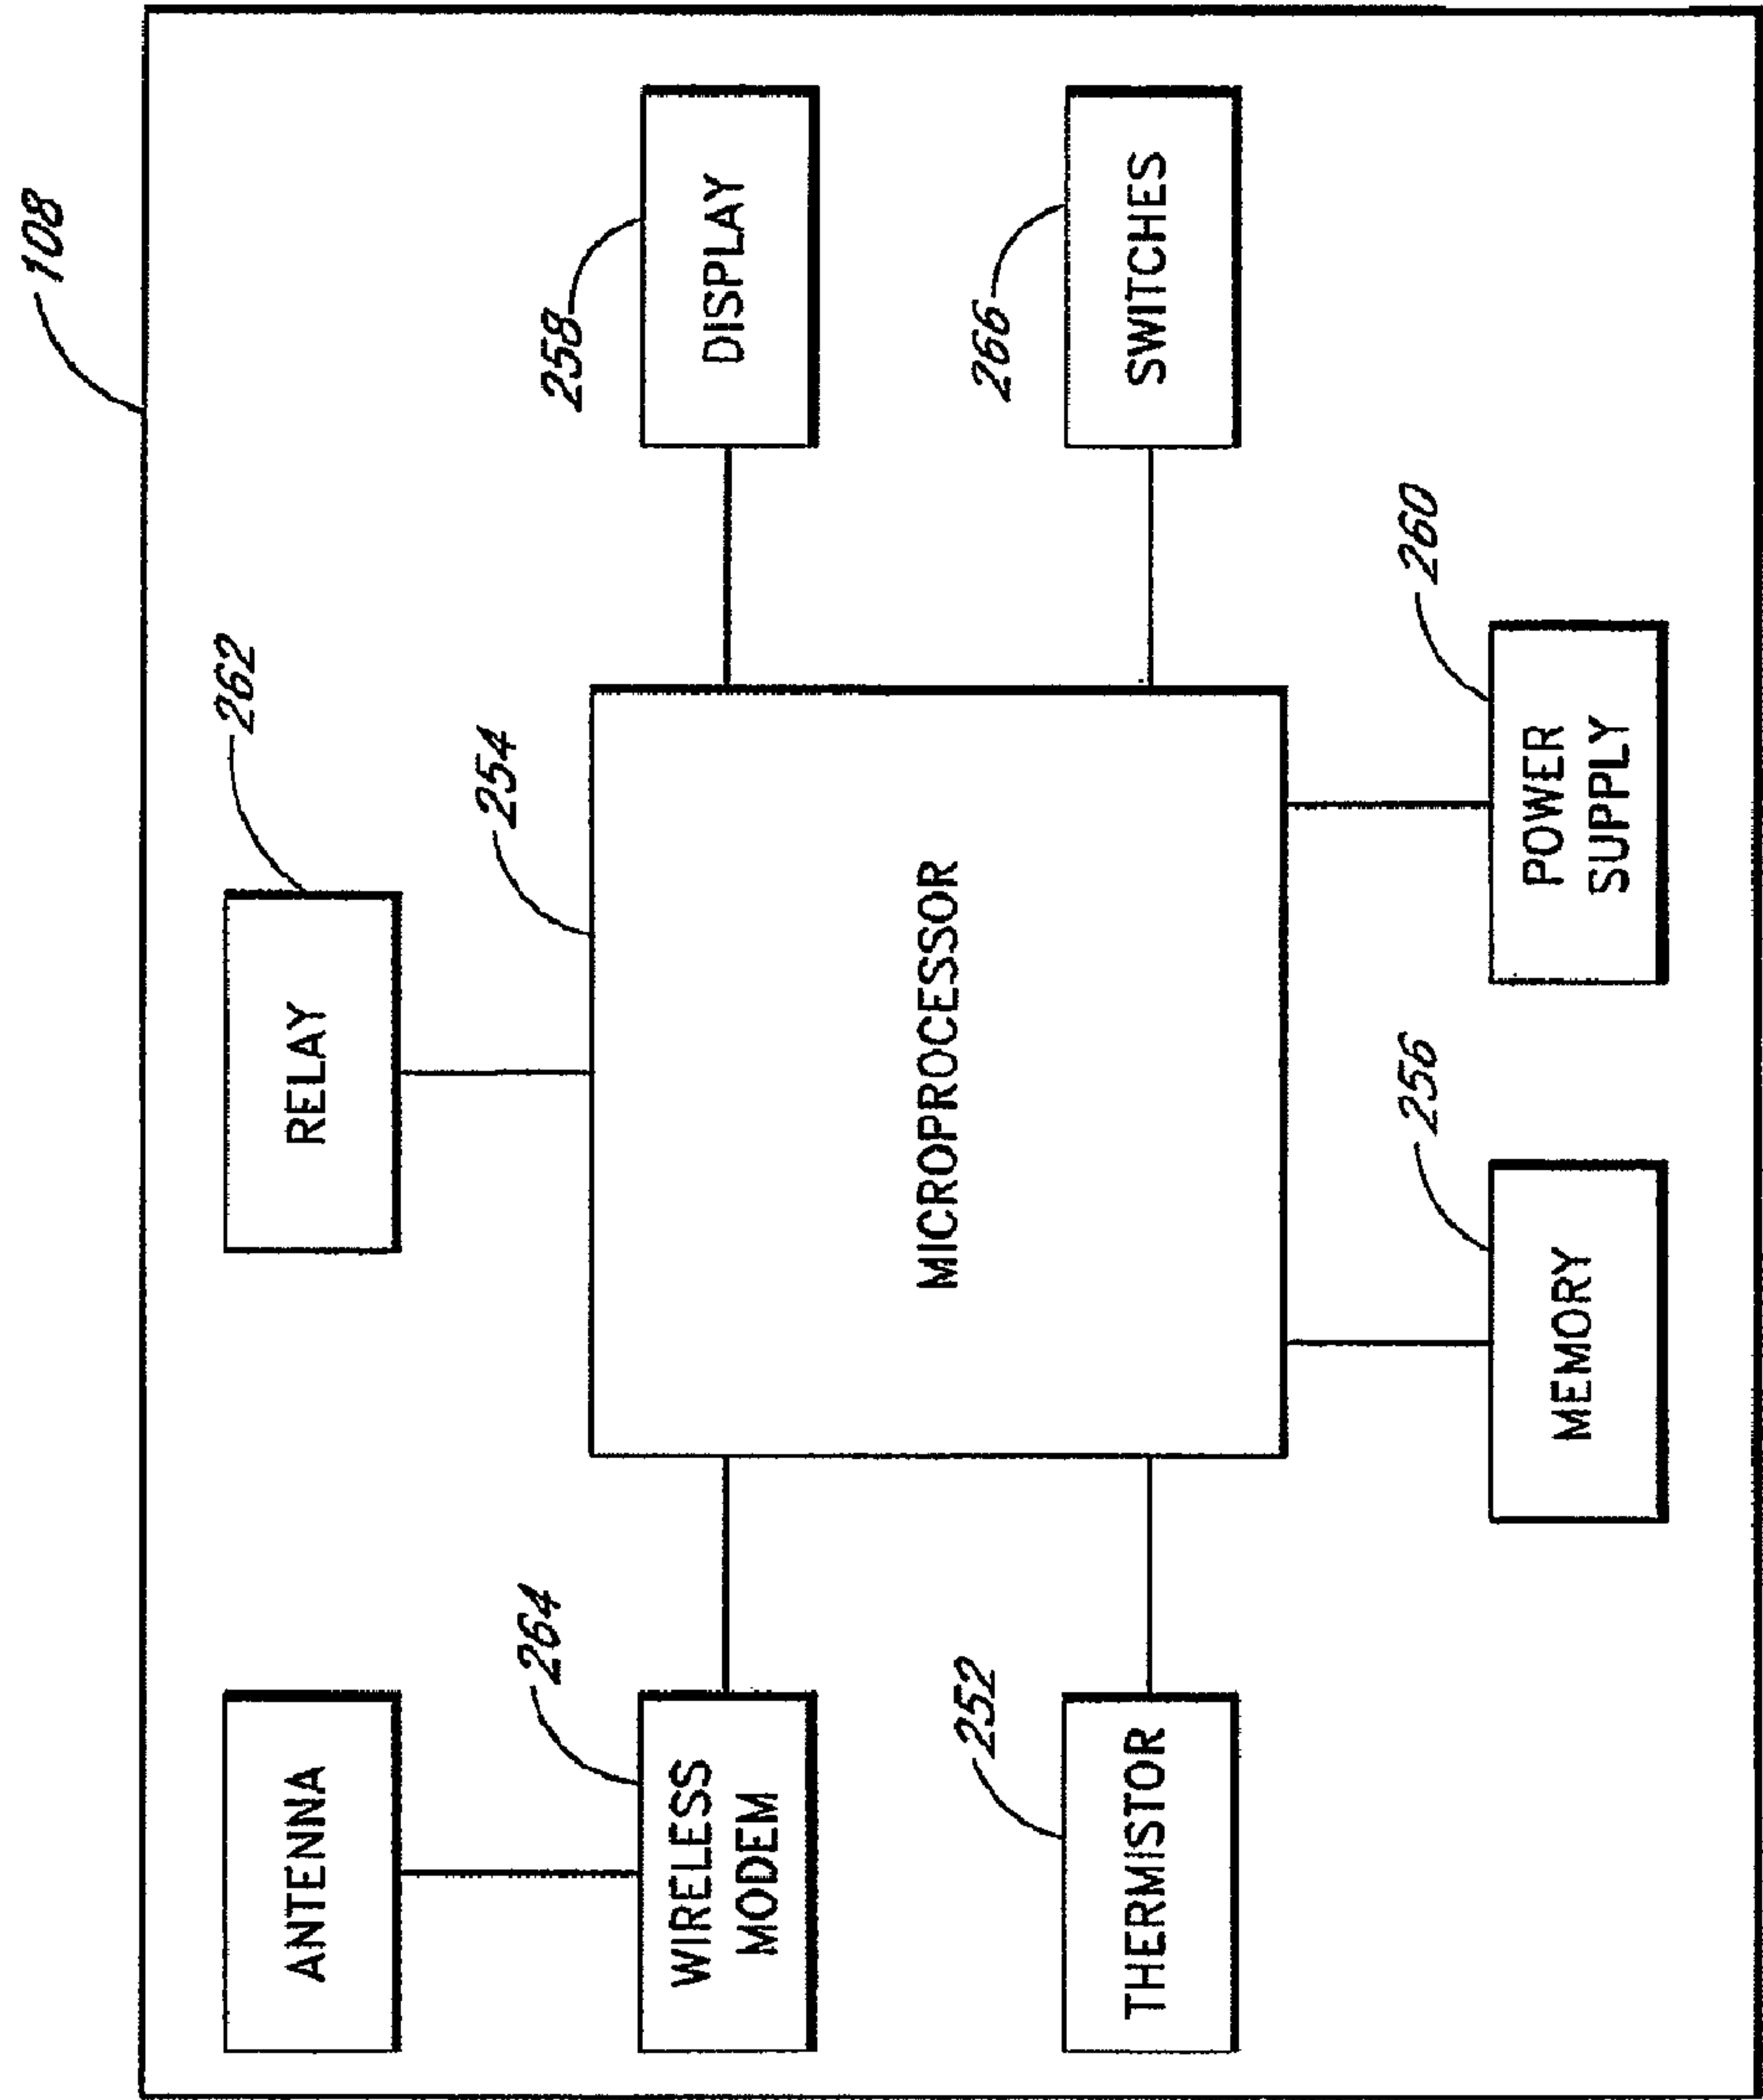 108
ANTENNA
RELAY
262
264
254
258
WIRELESS
MODEM
MICROPROCESSOR
DISPLAY
252
266
THERMISTOR
SWITCHES
256
260
MEMORY
POWER
SUPPLY